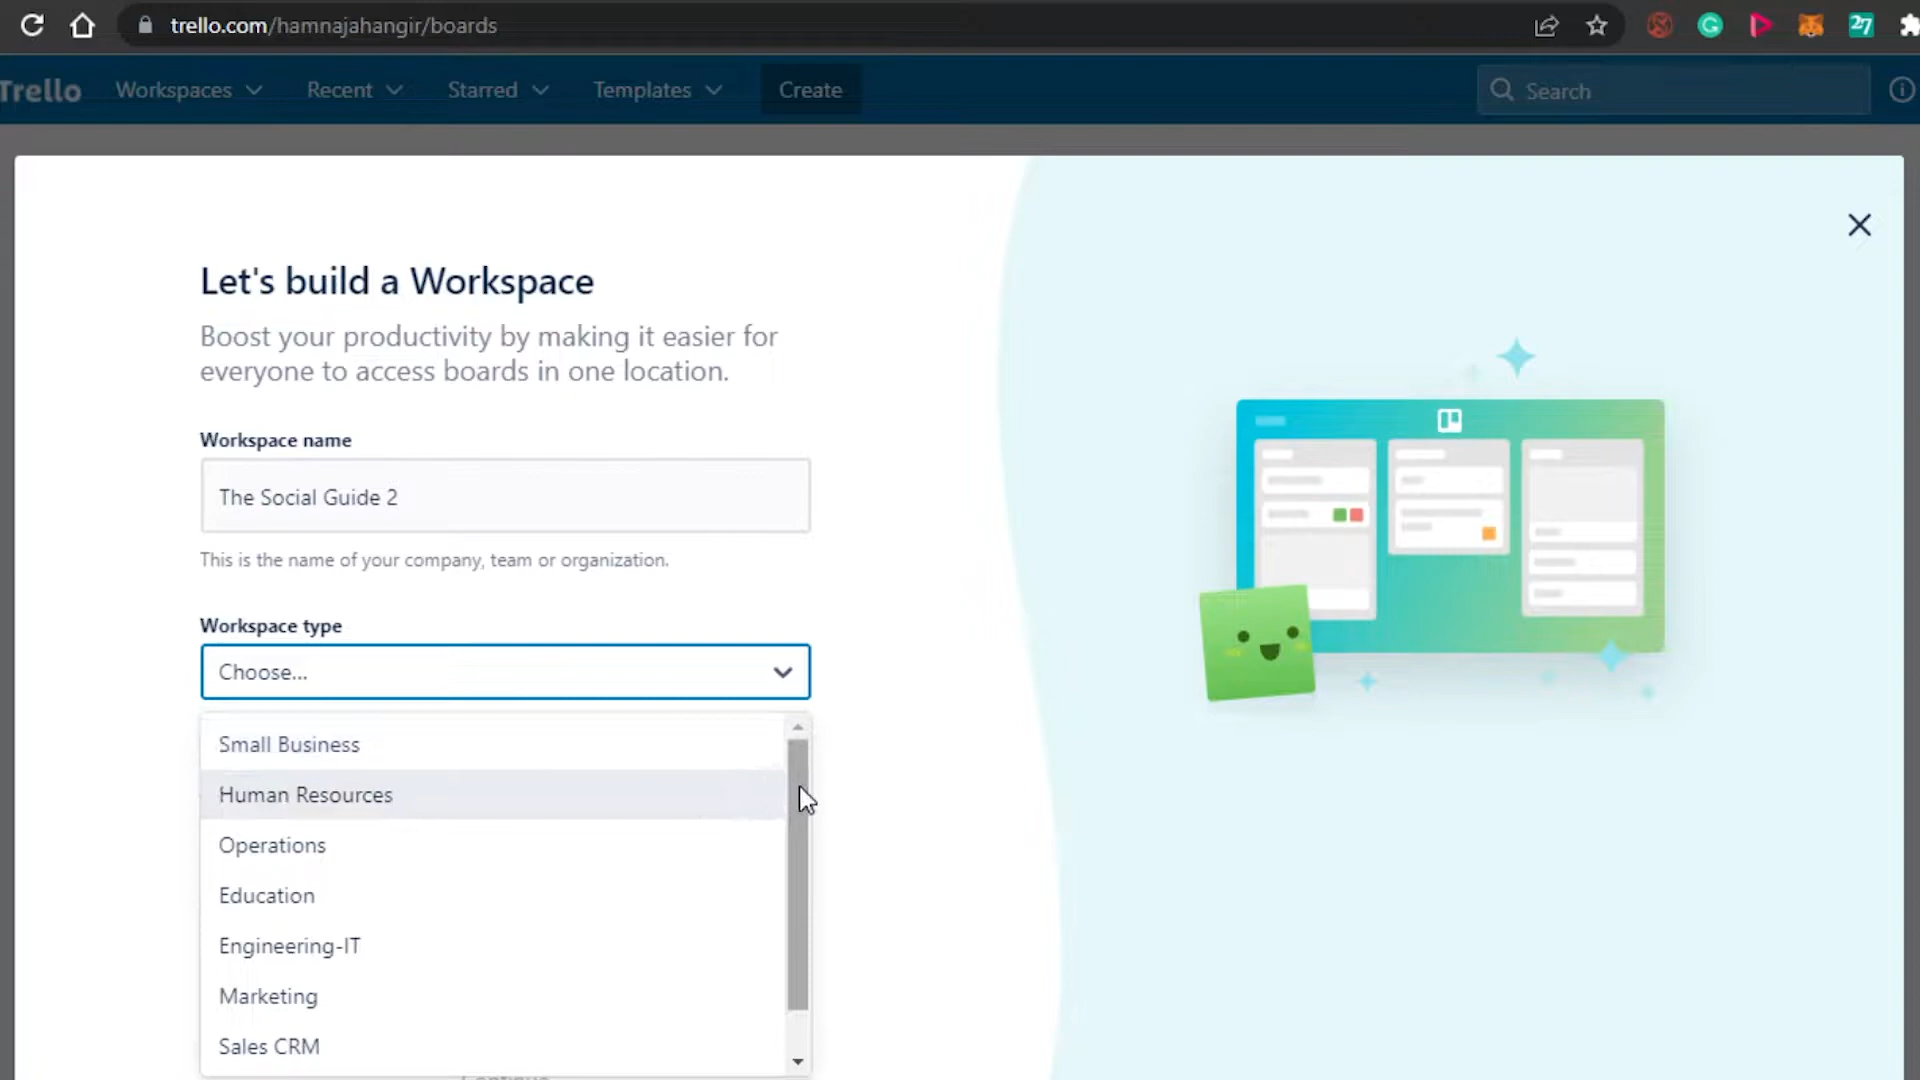 trello.com/hamnajahangir/boards
27
Trello Workspaces Recent Starred Templates Create Search
Let's build a Workspace
Boost your productivity by making it easier for
everyone to access boards in one location.
Workspace name
The Social Guide 2
This is the name of your company, team or organization.
Workspace type
Choose...
Small Business
Human Resources
Operations
Education
Engineering-IT
Marketing
Sales CRM